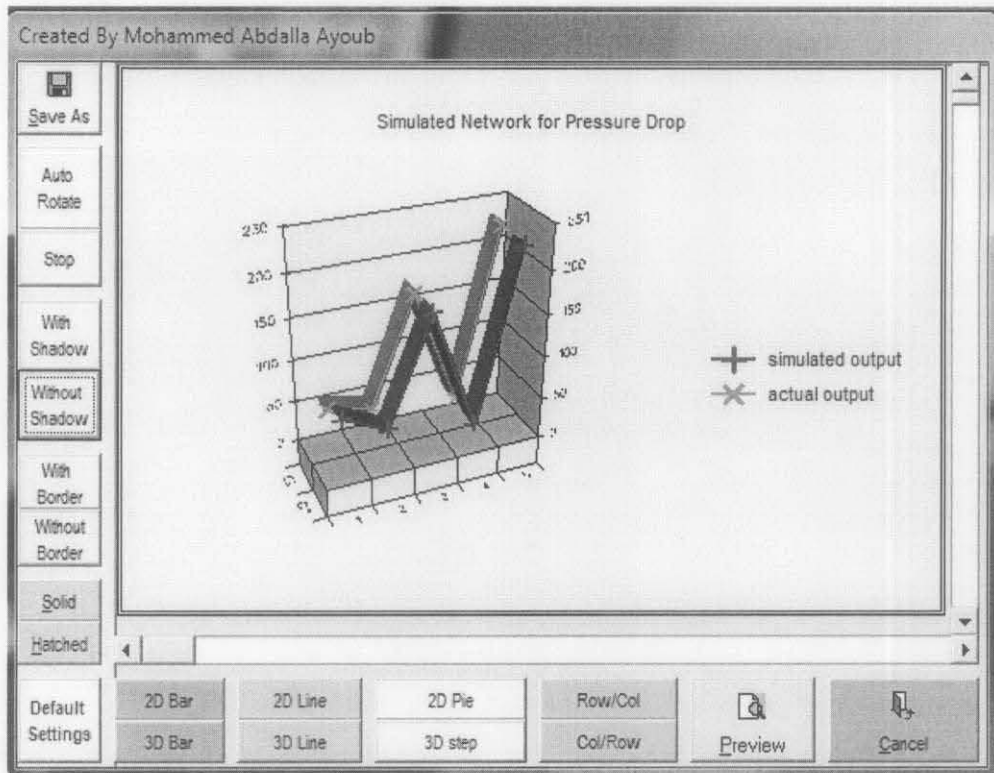 Created By Mohammed Abdalla Ayoub
Save As
Auto
Rotate
Stop
With
Shadow
Without
Shadow
With
Border
Without
Border
Solid
Hatched
Default
Settings
Simulated Network for Pressure Drop
200
150
100
200
150
100
50
simulated output
actual output
1
2
3
4
2D Bar
3D Bar
2D Line
3D Line
2D Pie
3D step
Row/Col
Col/Row
Preview
Cancel